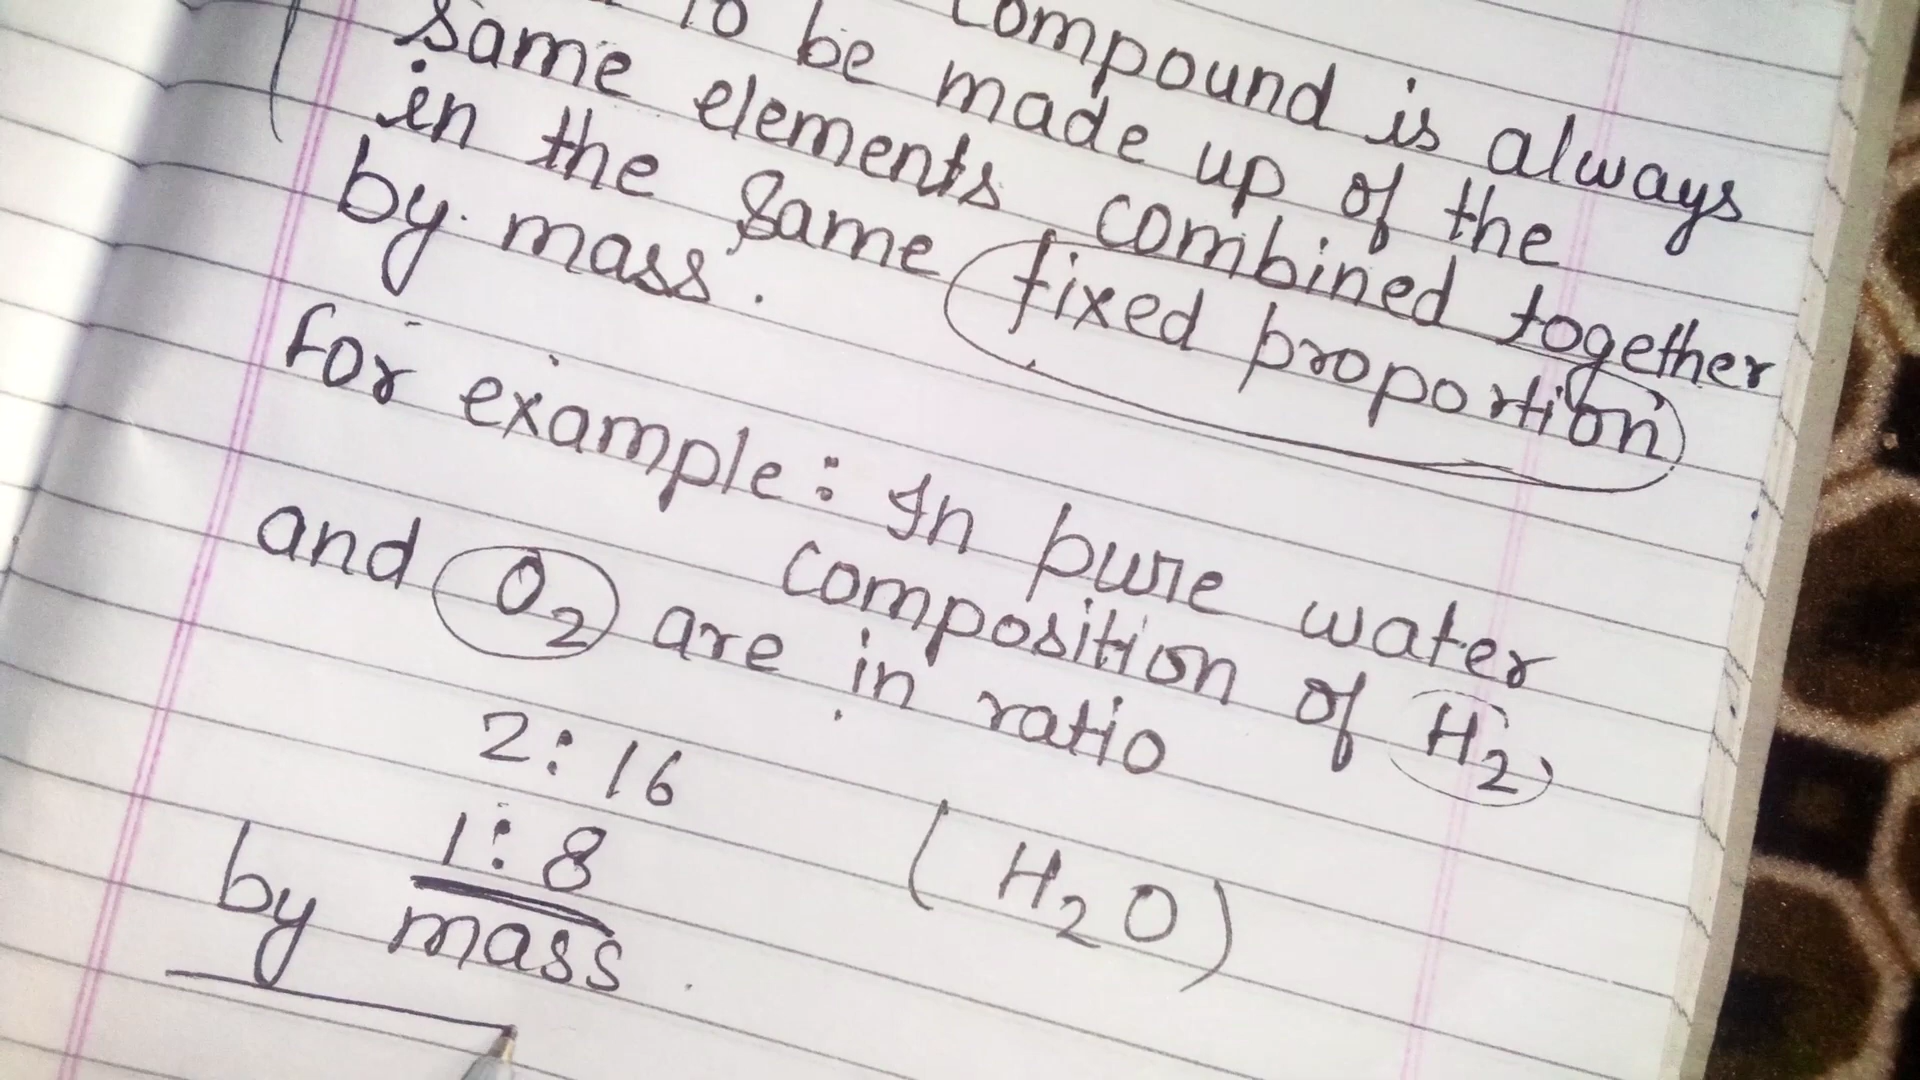 compound is always
to be made up of the
same elements combined together
in the same fixed proportion
by mass.
For example: In pure water
composition of H₂
and O₂ are in ratio
2:16
1:8
(H₂O)
by mass.